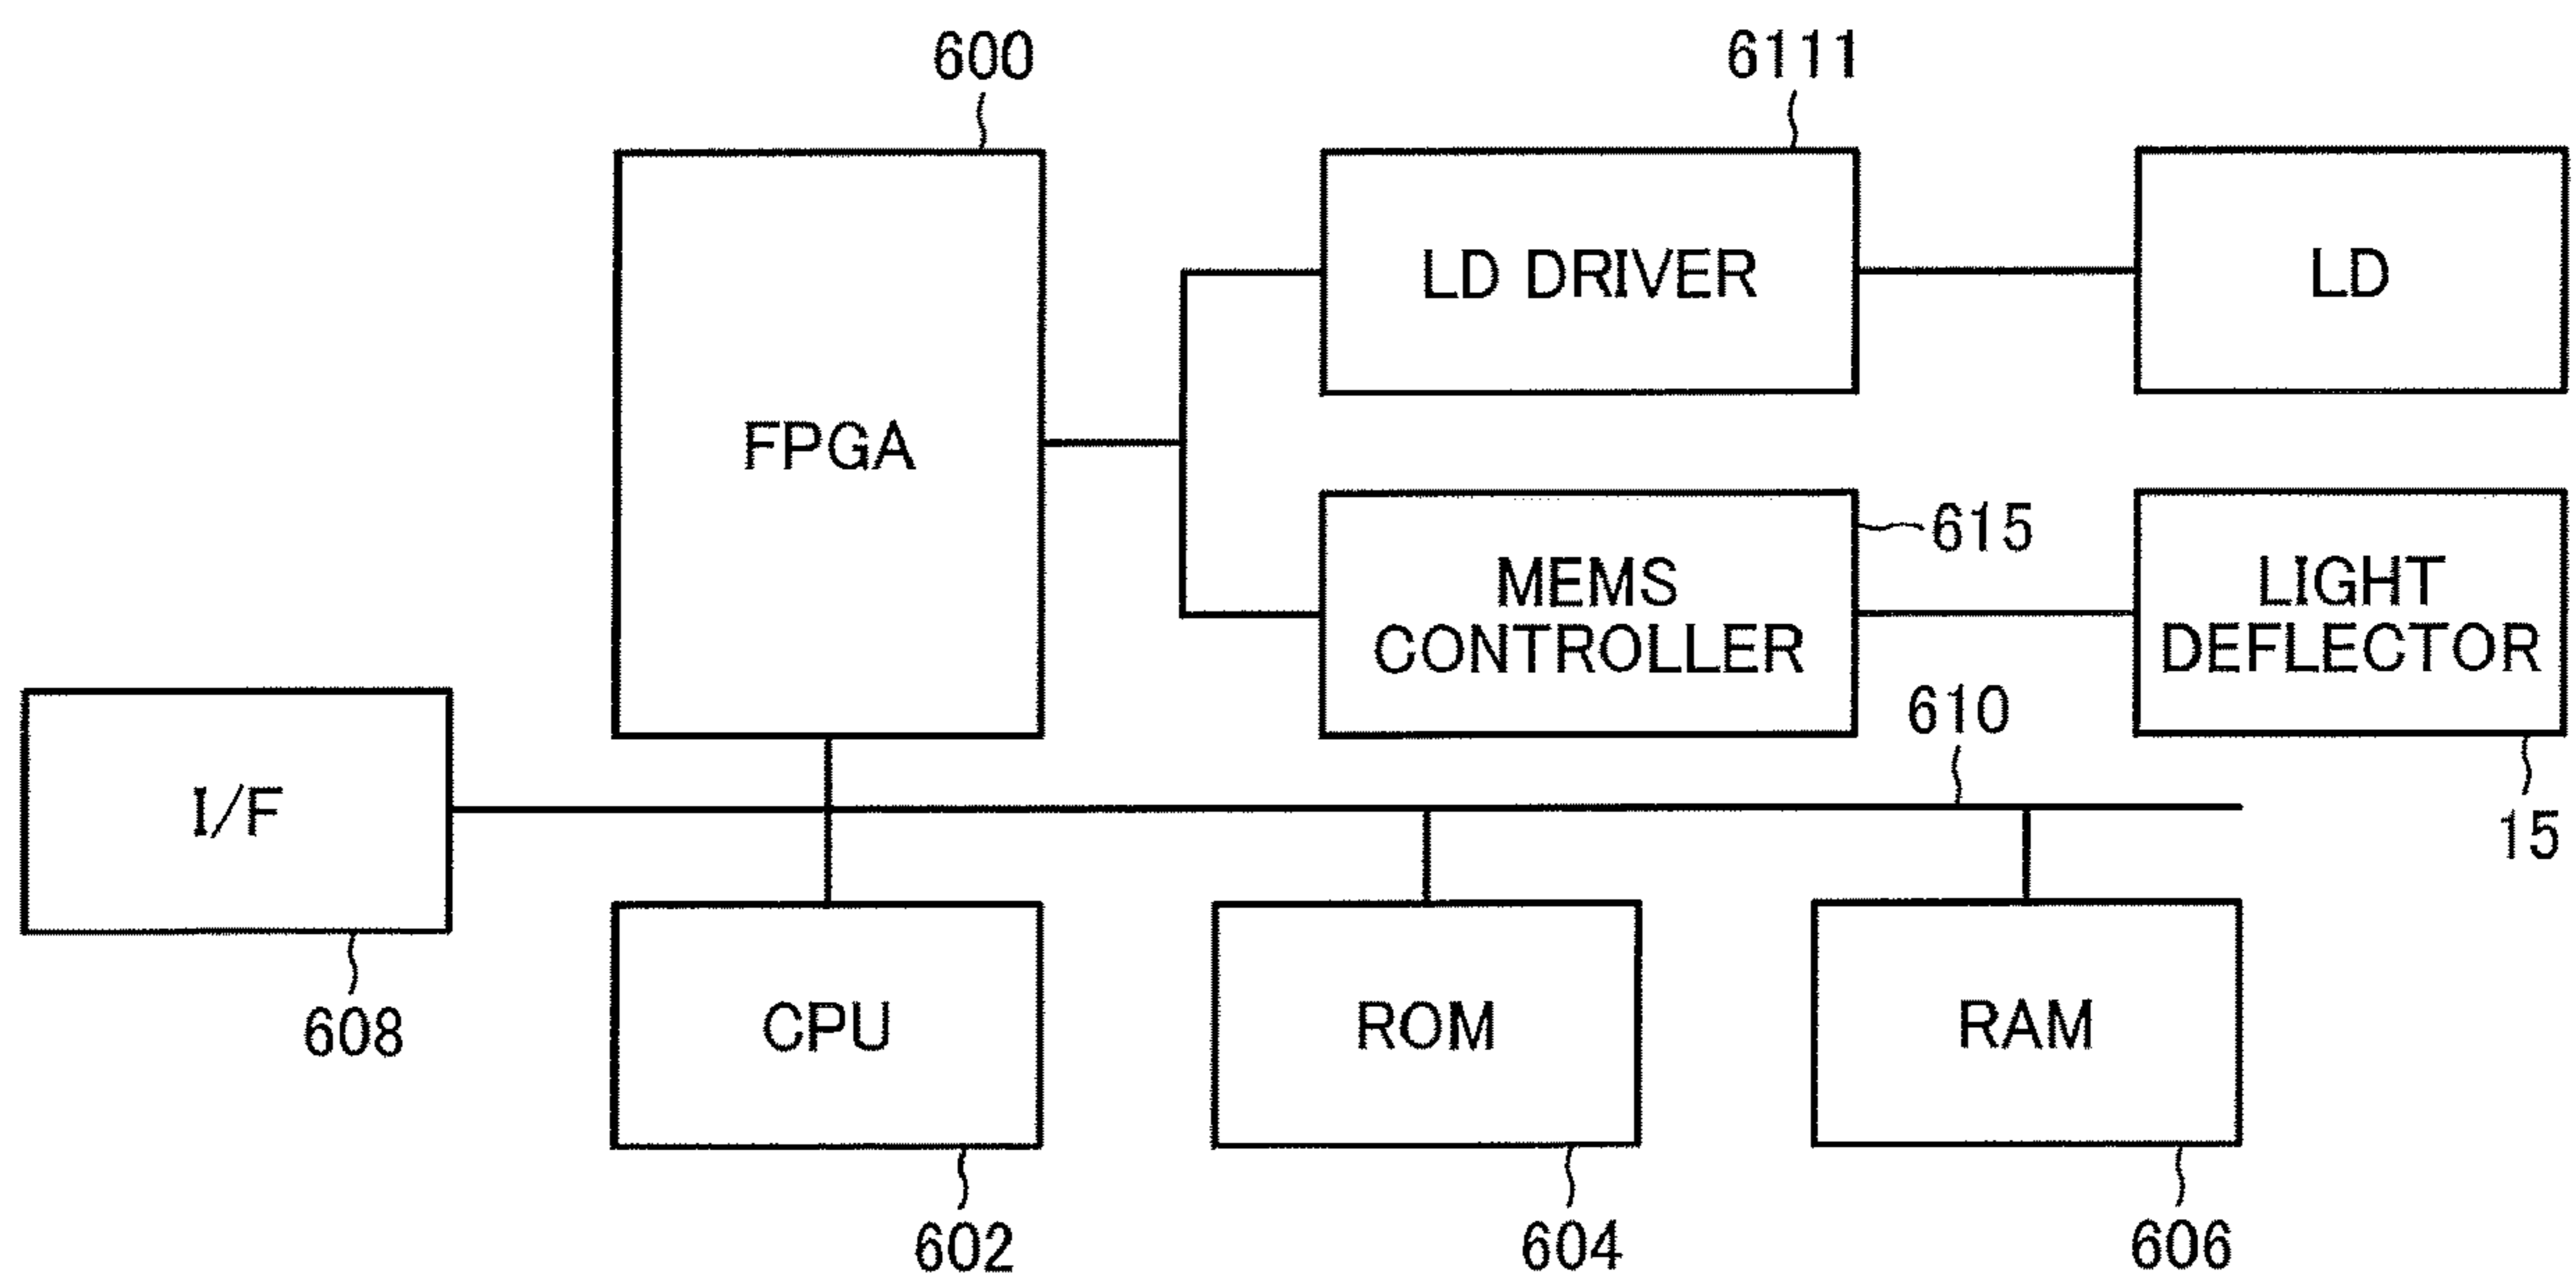 600
6111
LD DRIVER
LD
FPGA
615
MEMS
CONTROLLER
LIGHT
DEFLECTOR
610
15
I/F
608
CPU
ROM
RAM
602
604
606